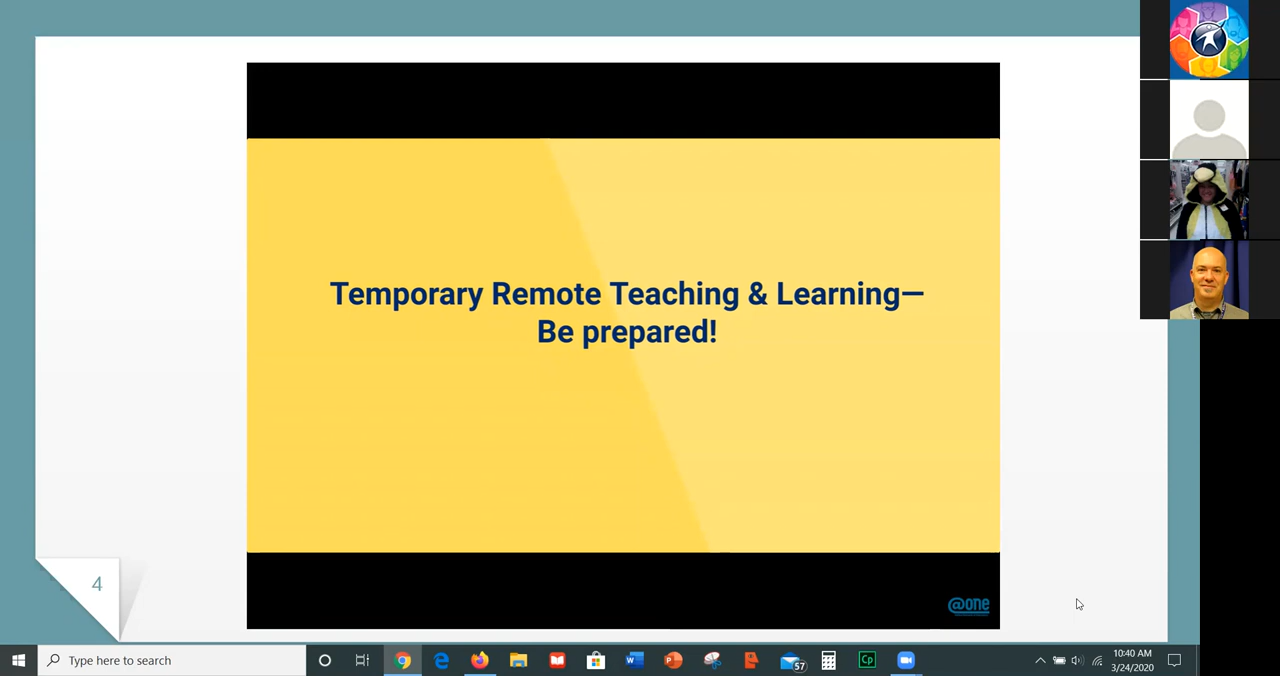 Temporary Remote Teaching & Learning—
Be prepared!
@one
4
Type here to search
57
Cp
10:40 AM
3/24/2020